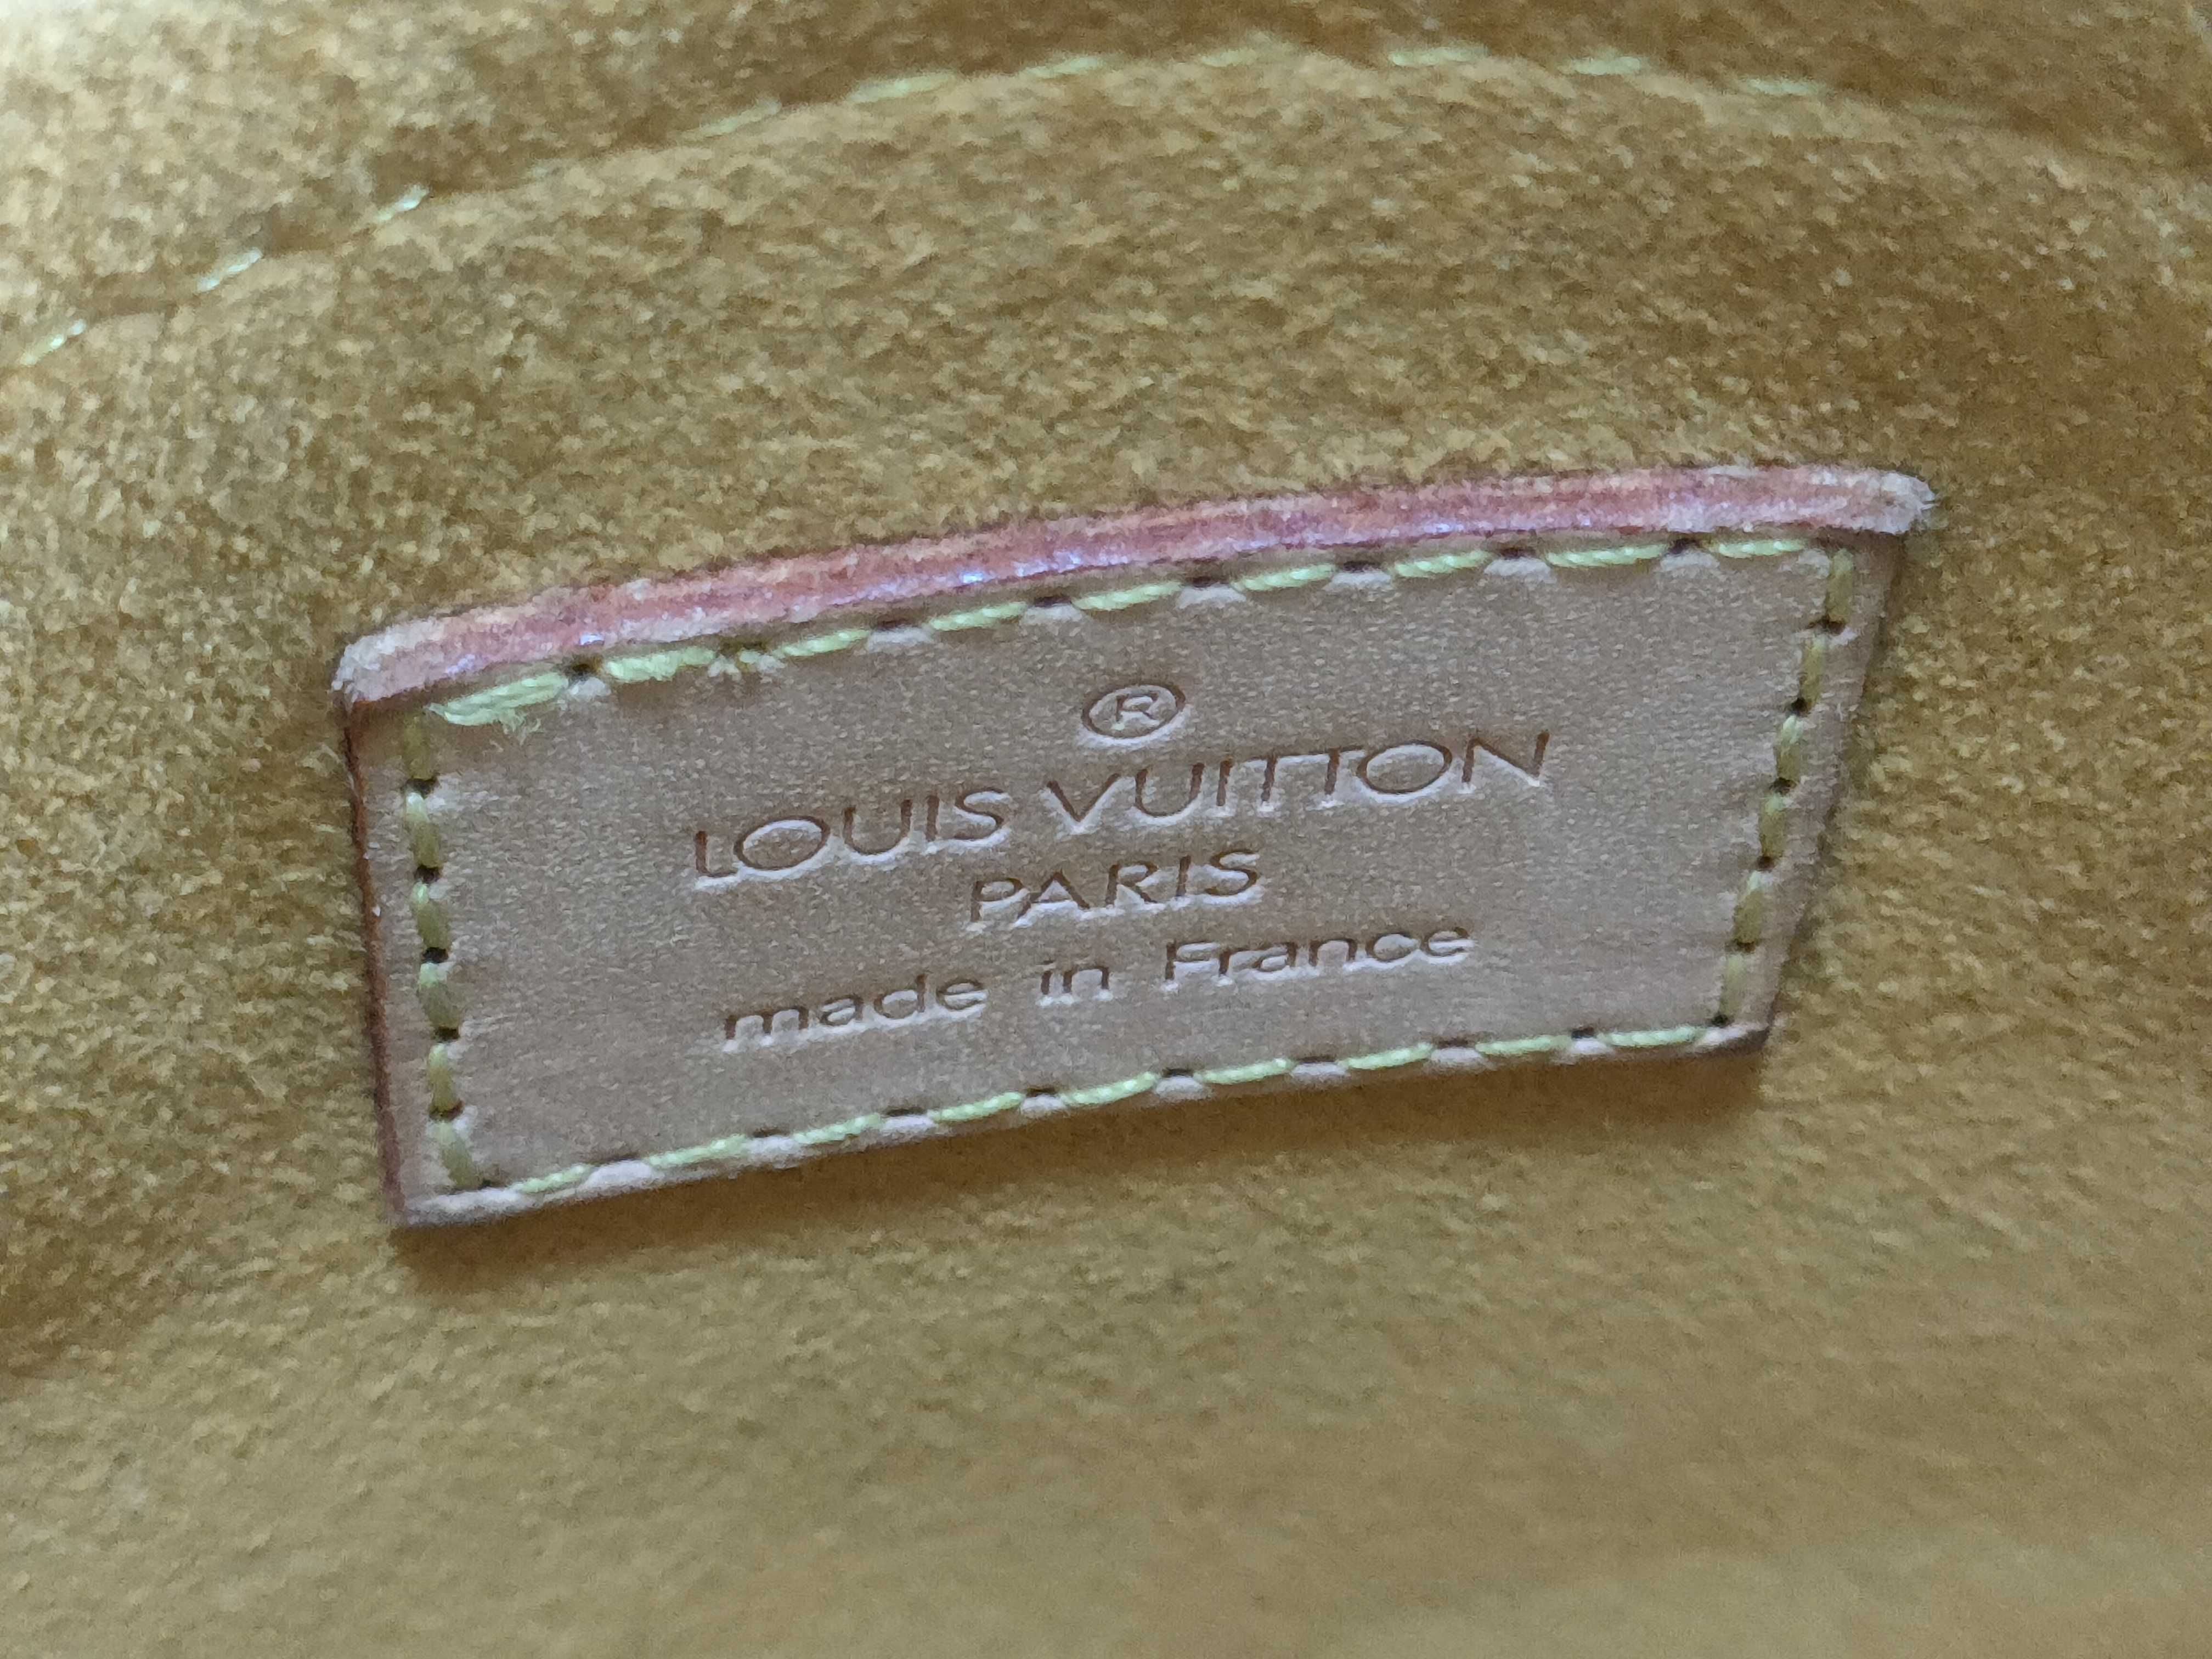 ®
LOUIS VUITTON
PARIS
made in France